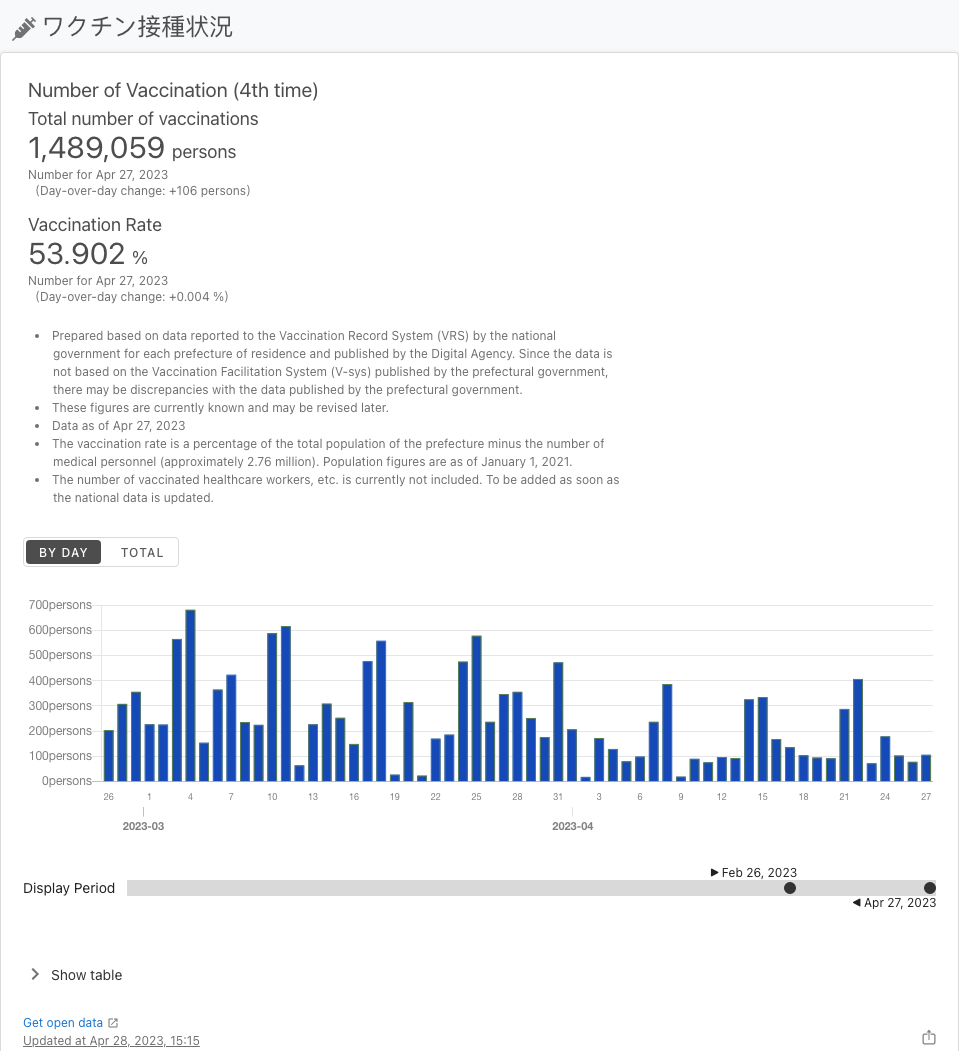 ワクチン接種状況
Number of Vaccination (4th time)
Total number of vaccinations
1,489,059 persons
Number for Apr 27, 2023
(Day-over-day change: +106 persons)
Vaccination Rate
53.902 %
Number for Apr 27, 2023
(Day-over-day change: +0.004 %)
• Prepared based on data reported to the Vaccination Record System (VRS) by the national
government for each prefecture of residence and published by the Digital Agency. Since the data is
not based on the Vaccination Facilitation System (V-sys) published by the prefectural government,
there may be discrepancies with the data published by the prefectural government.
• These figures are currently known and may be revised later.
• Data as of Apr 27, 2023
• The vaccination rate is a percentage of the total population of the prefecture minus the number of
medical personnel (approximately 2.76 million). Population figures are as of January 1, 2021.
• The number of vaccinated healthcare workers, etc. is currently not included. To be added as soon as
the national data is updated.
BY DAY TOTAL
700persons
600persons
500persons
400persons
300persons
200persons
100persons
0persons
26 1 4 7 10 13 16 19 22 25 28 31 3 6 9 12 15 18 21 24 27
2023-03 2023-04
Feb 26, 2023
Display Period
Apr 27, 2023
Show table
Get open data
Updated at Apr 28, 2023, 15:15